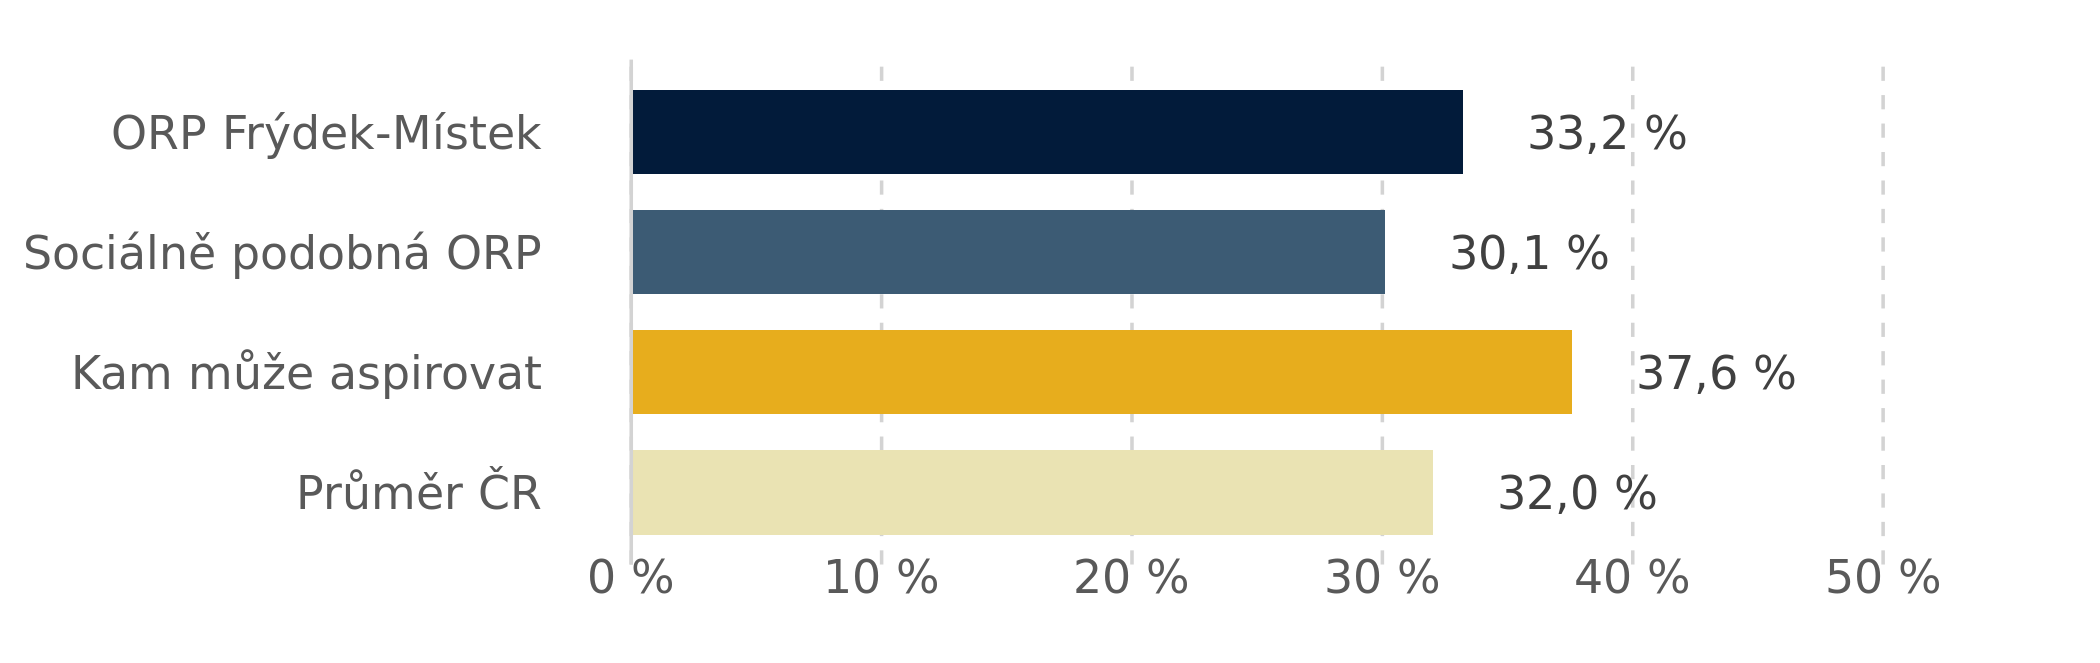 ORP Frýdek-Místek 33,2 %
Sociálně podobná ORP 30,1 %
Kam může aspirovat 37,6 %
Průměr ČR 32,0 %
0 % 10 % 20 % 30 % 40 % 50 %